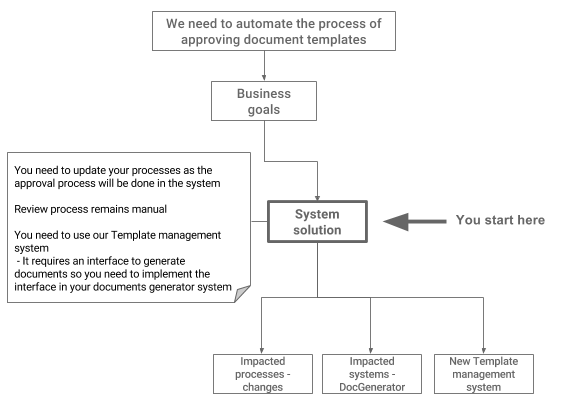 We need to automate the process of
approving document templates
Business
goals
You need to update your processes as the
approval process will be done in the system
Review process remains manual
You need to use our Template management
system
- It requires an interface to generate
documents so you need to implement the
interface in your documents generator system
System
solution
You start here
Impacted
processes -
changes
Impacted
systems -
DocGenerator
New Template
management
system